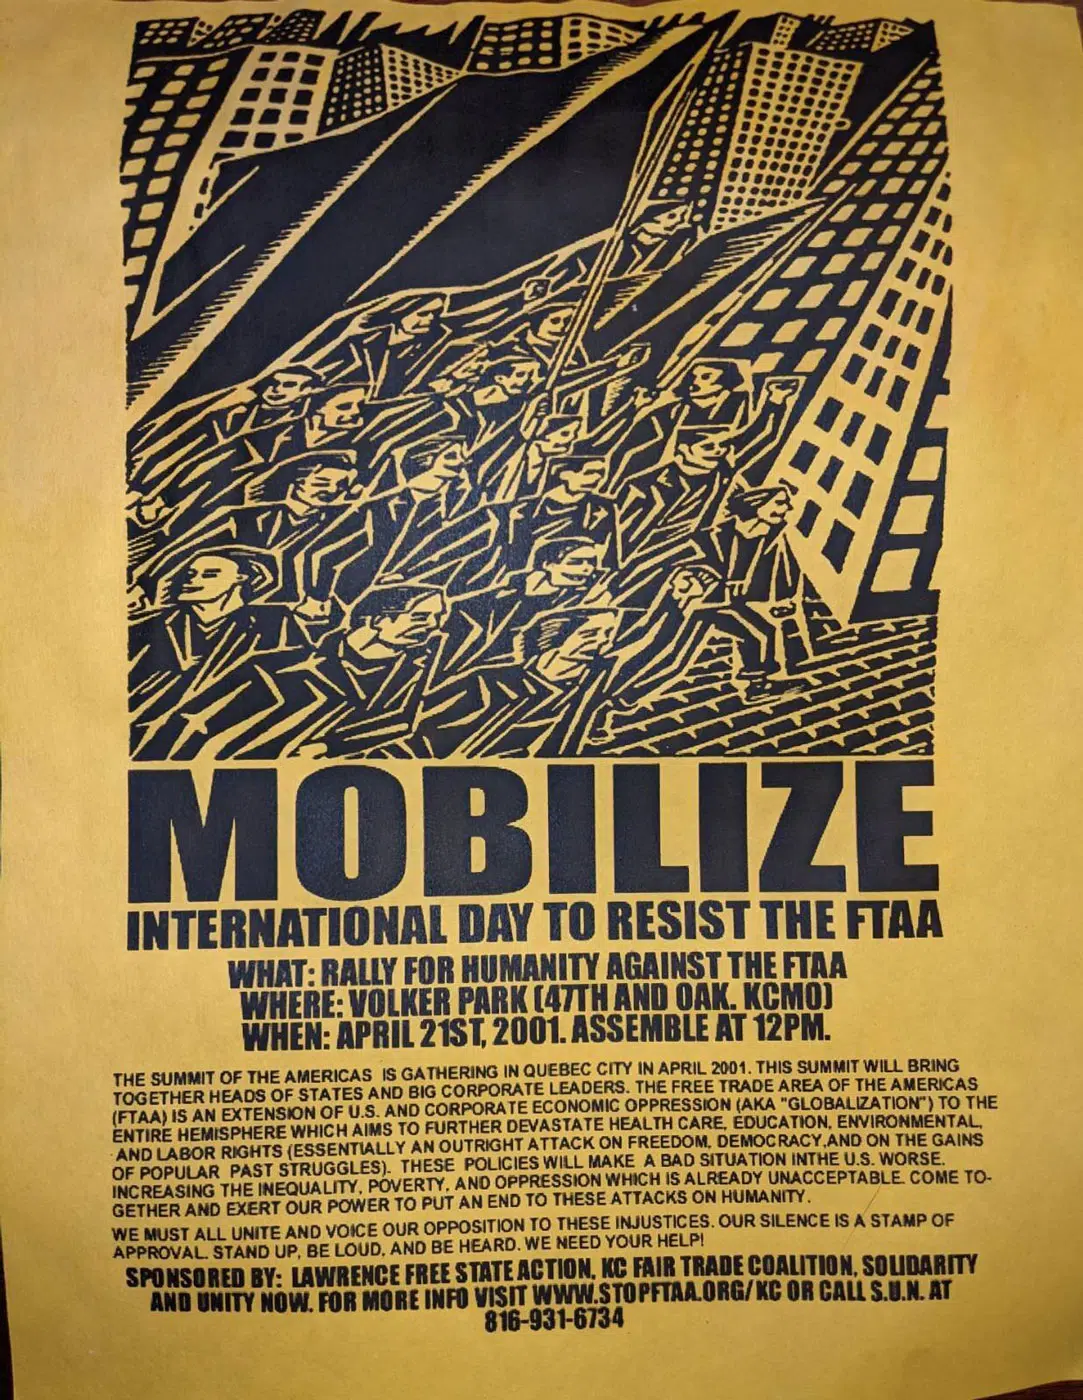 MOBILIZE
INTERNATIONAL DAY TO RESIST THE FTAA
WHAT: RALLY FOR HUMANITY AGAINST THE FTAA
WHERE: VOLKER PARK (47TH AND OAK. KCMO)
WHEN: APRIL 21ST, 2001. ASSEMBLE AT 12PM.
THE SUMMIT OF THE AMERICAS IS GATHERING IN QUEBEC CITY IN APRIL 2001. THIS SUMMIT WILL BRING
TOGETHER HEADS OF STATES AND BIG CORPORATE LEADERS. THE FREE TRADE AREA OF THE AMERICAS
(FTAA) IS AN EXTENSION OF U.S. AND CORPORATE ECONOMIC OPPRESSION (AKA "GLOBALIZATION") TO THE
ENTIRE HEMISPHERE WHICH AIMS TO FURTHER DEVASTATE HEALTH CARE, EDUCATION, ENVIRONMENTAL,
AND LABOR RIGHTS (ESSENTIALLY AN OUTRIGHT ATTACK ON FREEDOM, DEMOCRACY,AND ON THE GAINS
OF POPULAR PAST STRUGGLES). THESE POLICIES WILL MAKE A BAD SITUATION INTHE U.S. WORSE.
INCREASING THE INEQUALITY, POVERTY, AND OPPRESSION WHICH IS ALREADY UNACCEPTABLE. COME TO-
GETHER AND EXERT OUR POWER TO PUT AN END TO THESE ATTACKS ON HUMANITY.
WE MUST ALL UNITE AND VOICE OUR OPPOSITION TO THESE INJUSTICES. OUR SILENCE IS A STAMP OF
APPROVAL. STAND UP, BE LOUD, AND BE HEARD. WE NEED YOUR HELP!
SPONSORED BY: LAWRENCE FREE STATE ACTION, KC FAIR TRADE COALITION, SOLIDARITY
AND UNITY NOW. FOR MORE INFO VISIT WWW.STOPFTAA.ORG/KC OR CALL S.U.N. AT
816-931-6734